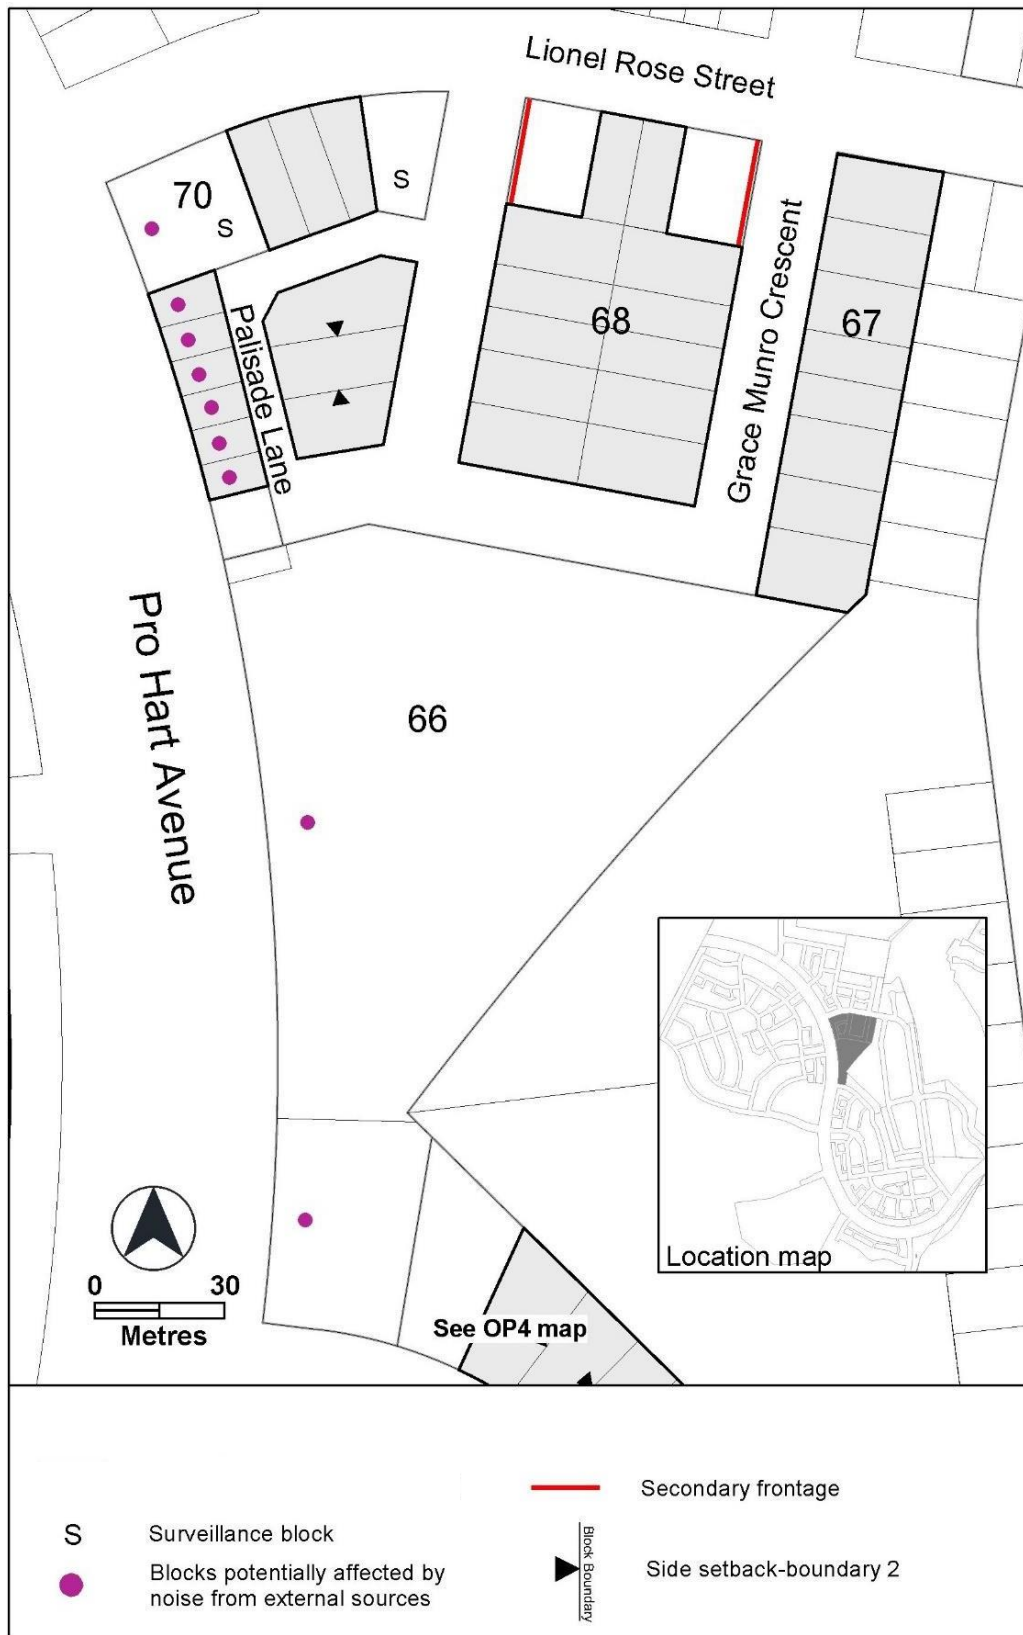 Lionel Rose Street
70
S
S
68
67
Palisade Lane
Grace Munro Crescent
Pro Hart Avenue
66
Location map
0 30
Metres
See OP4 map
Secondary frontage
S Surveillance block
Blocks potentially affected by
noise from external sources
Block Boundary
Side setback-boundary 2